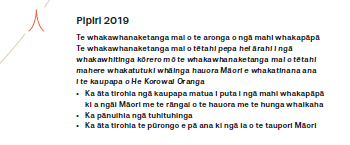 Pipiri 2019
Te whakawhanaketanga mai o te aronga o ngā mahi whakapāpā
Te whakawhanaketanga mai o tētahi pepa hei ārahi i ngā
whakawhitinga kōrero mō te whakawhanaketanga mai o tētahi
mahere whakatutuki whāinga hauora Māori e whakatinana ana
i te kaupapa o He Korowai Oranga
• Ka āta tirohia ngā kaupapa matua i puta i ngā mahi whakapāpā
ki a ngāi Māori me te rāngai o te hauora me te hunga whaikaha
• Ka pānuihia ngā tuhituhinga
• Ka āta tirohia te pūrongo e pā ana ki ngā ia o te taupori Māori